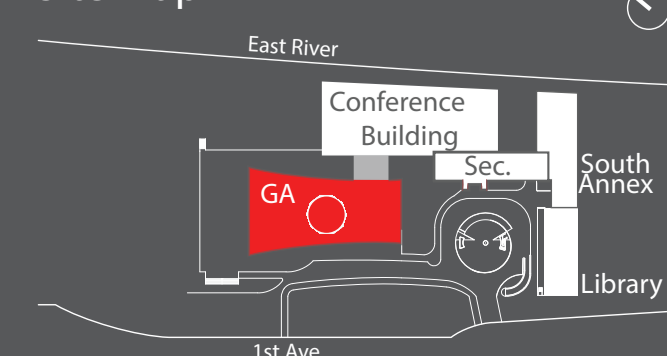 East River
Conference
Building
Sec.
South
Annex
GA
Library
1st Ave